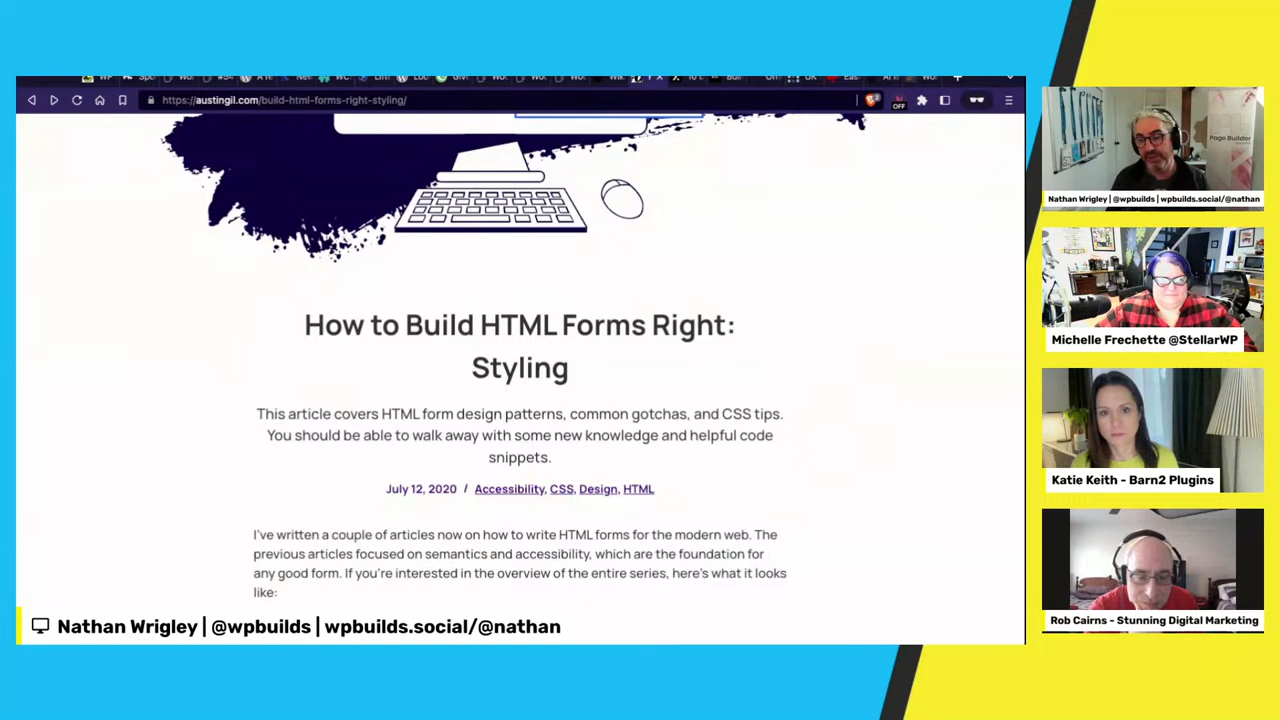 https://austingil.com/build-html-forms-right-styling/
OFF
How to Build HTML Forms Right:
Styling
This article covers HTML form design patterns, common gotchas, and CSS tips.
You should be able to walk away with some new knowledge and helpful code
snippets.
July 12, 2020 / Accessibility, CSS, Design, HTML
I've written a couple of articles now on how to write HTML forms for the modern web. The
previous articles focused on semantics and accessibility, which are the foundation for
any good form. If you're interested in the overview of the entire series, here's what it looks
like:
Nathan Wrigley | @wpbuilds | wpbuilds.social/@nathan
Page Builder
Nathan Wrigley | @wpbuilds | wpbuilds.social/@nathan
Michelle Frechette @StellarWP
Katie Keith - Barn2 Plugins
Rob Cairns - Stunning Digital Marketing